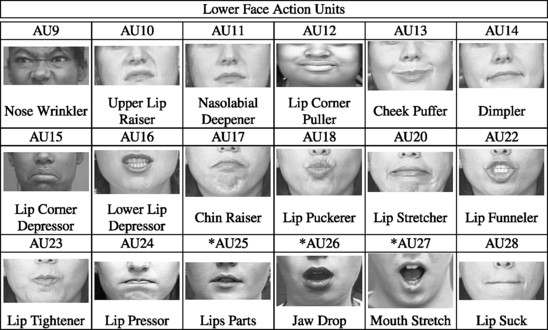 Lower Face Action Units
AU9 AU10 AU11 AU12 AU13 AU14
Nose Wrinkler Upper Lip Raiser Nasolabial Deepener Lip Corner Puller Cheek Puffer Dimpler
AU15 AU16 AU17 AU18 AU20 AU22
Lip Corner Depressor Lower Lip Depressor Chin Raiser Lip Puckerer Lip Stretcher Lip Funneler
AU23 AU24 *AU25 *AU26 *AU27 AU28
Lip Tightener Lip Pressor Lips Parts Jaw Drop Mouth Stretch Lip Suck